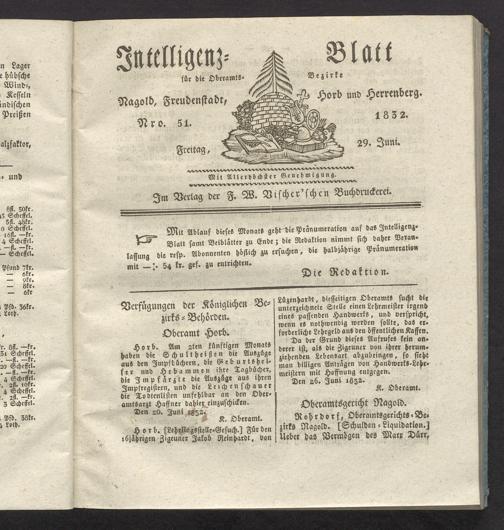 n Lager
e hübsche
Wind,
Kesseln
ndischen
Preißen
alzfaktor,
und
Intelligenz-Blatt
für die Oberamts-Bezirke
Nagold, Freudenstadt, Horb und Herrenberg.
Nro. 51. 1832.
Freitag, 29. Juni.
Mit Allerhöchster Genehmigung.
Im Verlag der F. W. Vischer'schen Buchdruckerei.
Mit Ablauf dieses Monats geht die Pränumeration auf das Intelligenz-
Blatt samt Beiblätter zu Ende; die Redaktion nimmt sich daher Veran-
lassung die resp. Abonnenten höflich zu ersuchen, die halbjährige Pränumeration
mit —: 54 kr. gef. zu entrichten.
Die Redaktion.
Verfügungen der Königlichen Be-
zirks-Behörden.
Oberamt Horb.
Horb. Am 2ten künftigen Monats
haben die Schultheißen die Auszüge
aus den Impfbüchern, die Geburtshel-
fer und Hebammen ihre Tagbücher,
die Impfärzte die Auszüge aus ihren
Impfregistern, und die Leichenschauer
die Todtenlisten unfehlbar an den Ober-
amtsarzt Haffner dahier einzuschicken.
Den 20. Juni 1832.
K. Oberamt.
Horb. [Lehrlingsstelle-Gesuch.] Für den
16jährigen Zigeuner Jakob Reinhardt, von
Lützenhardt, diesseitigen Oberamts sucht die
unterzeichnete Stelle einen Lehrmeister irgend
eines passenden Handwerks, und verspricht,
wenn es nothwendig werden sollte, das er-
forderliche Lehrgeld aus den öffentlichen Kassen.
Da der Grund dieses Aufrufes kein an-
derer ist, als die Zigeuner von ihrer herum-
ziehenden Lebensart abzubringen, so sieht
man billigen Anträgen von Handwerks-Lehr-
meistern mit Hoffnung entgegen.
Den 26. Juni 1832.
K. Oberamt.
Oberamtsgericht Nagold.
Rohrdorf, Oberamtsgerichts-Be-
zirks Nagold. [Schulden-Liquidation.]
Ueber das Vermögen des Marx Dürr,